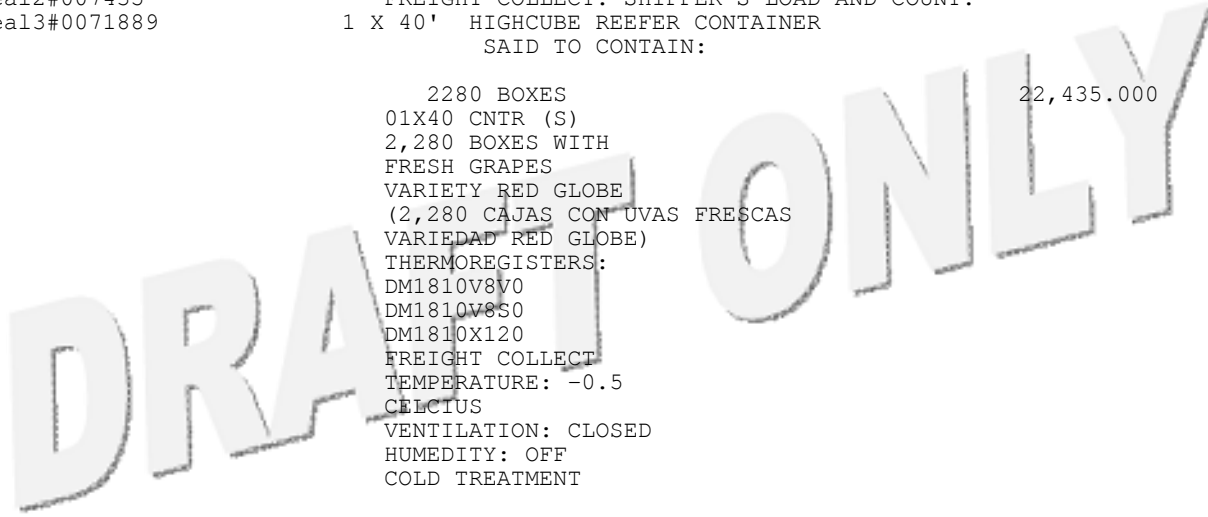 FREIGHT COLLECT. SHIPPER'S LOAD AND COUNT.
eal3#0071889 1 X 40' HIGHCUBE REEFER CONTAINER
SAID TO CONTAIN:
2280 BOXES 22,435.000
01X40 CNTR (S)
2,280 BOXES WITH
FRESH GRAPES
VARIETY RED GLOBE
(2,280 CAJAS CON UVAS FRESCAS
VARIEDAD RED GLOBE)
THERMOREGISTERS:
DM1810V8V0
DM1810V8S0
DM1810X120
FREIGHT COLLECT
TEMPERATURE: -0.5
CELCIUS
VENTILATION: CLOSED
HUMEDITY: OFF
COLD TREATMENT
DRAFT ONLY